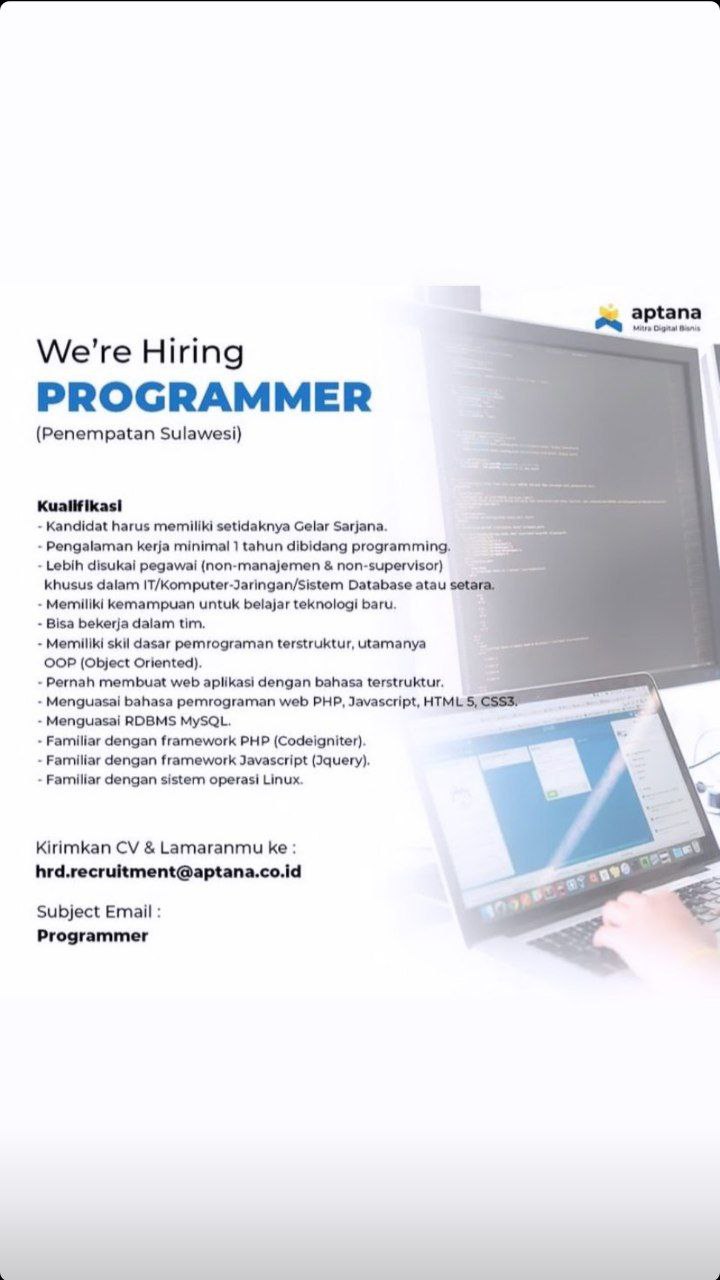 aptana
Mitra Digital Bisnis
We're Hiring
PROGRAMMER
(Penempatan Sulawesi)
Kualifikasi
- Kandidat harus memiliki setidaknya Gelar Sarjana.
- Pengalaman kerja minimal 1 tahun dibidang programming.
- Lebih disukai pegawai (non-manajemen & non-supervisor)
khusus dalam IT/Komputer-Jaringan/Sistem Database atau setara.
- Memiliki kemampuan untuk belajar teknologi baru.
- Bisa bekerja dalam tim.
- Memiliki skil dasar pemrograman terstruktur, utamanya
OOP (Object Oriented).
- Pernah membuat web aplikasi dengan bahasa terstruktur.
- Menguasai bahasa pemrograman web PHP, Javascript, HTML 5, CSS3.
- Menguasai RDBMS MySQL.
- Familiar dengan framework PHP (Codeigniter).
- Familiar dengan framework Javascript (Jquery).
- Familiar dengan sistem operasi Linux.
Kirimkan CV & Lamaranmu ke :
hrd.recruitment@aptana.co.id
Subject Email :
Programmer